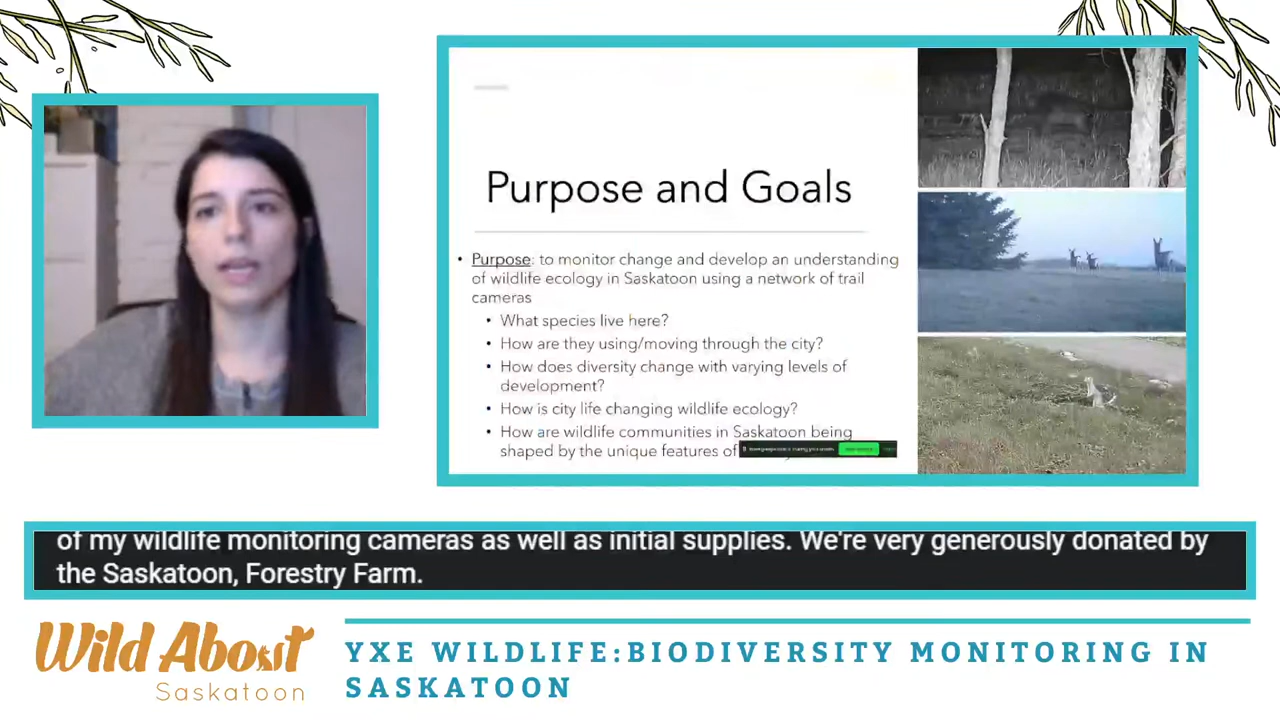 Purpose and Goals
• Purpose: to monitor change and develop an understanding
of wildlife ecology in Saskatoon using a network of trail
cameras
• What species live here?
• How are they using/moving through the city?
• How does diversity change with varying levels of
development?
• How is city life changing wildlife ecology?
• How are wildlife communities in Saskatoon being
shaped by the unique features of
of my wildlife monitoring cameras as well as initial supplies. We're very generously donated by
the Saskatoon, Forestry Farm.
Wild About
Saskatoon
YXE WILDLIFE:BIODIVERSITY MONITORING IN
SASKATOON